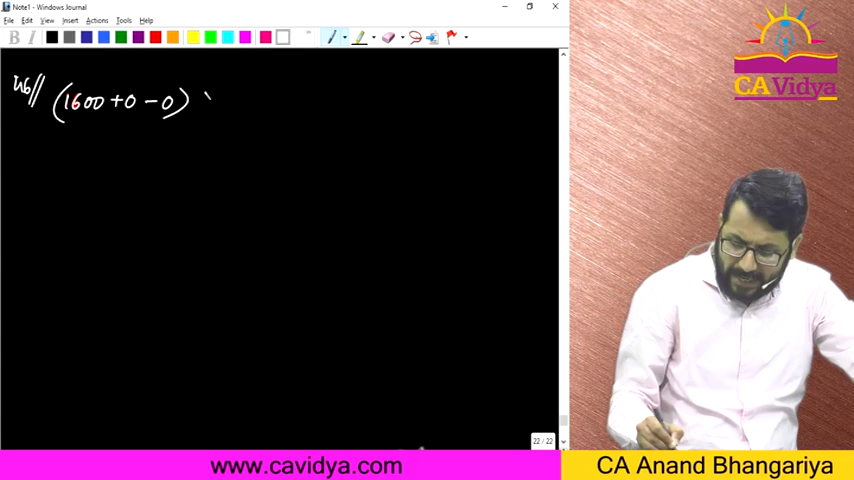 Note1 - Windows Journal
File Edit View Insert Actions Tools Help
B I
CA Vidya
(1600 + 0 - 0)
22 / 22
www.cavidya.com
CA Anand Bhangariya